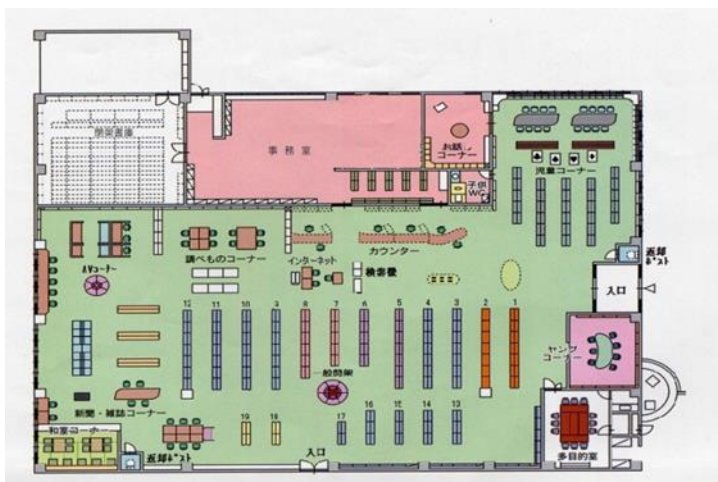 閉架書庫
事務室
お話し
コーナー
子供
WC
児童コーナー
調べものコーナー
インターネット
カウンター
検索機
返却
ポスト
入口
AVコーナー
12
11
10
9
8
7
6
5
4
3
2
1
一般開架
ヤング
コーナー
新聞・雑誌コーナー
和室コーナー
返却ポスト
19
18
17
16
15
14
13
入口
多目的室